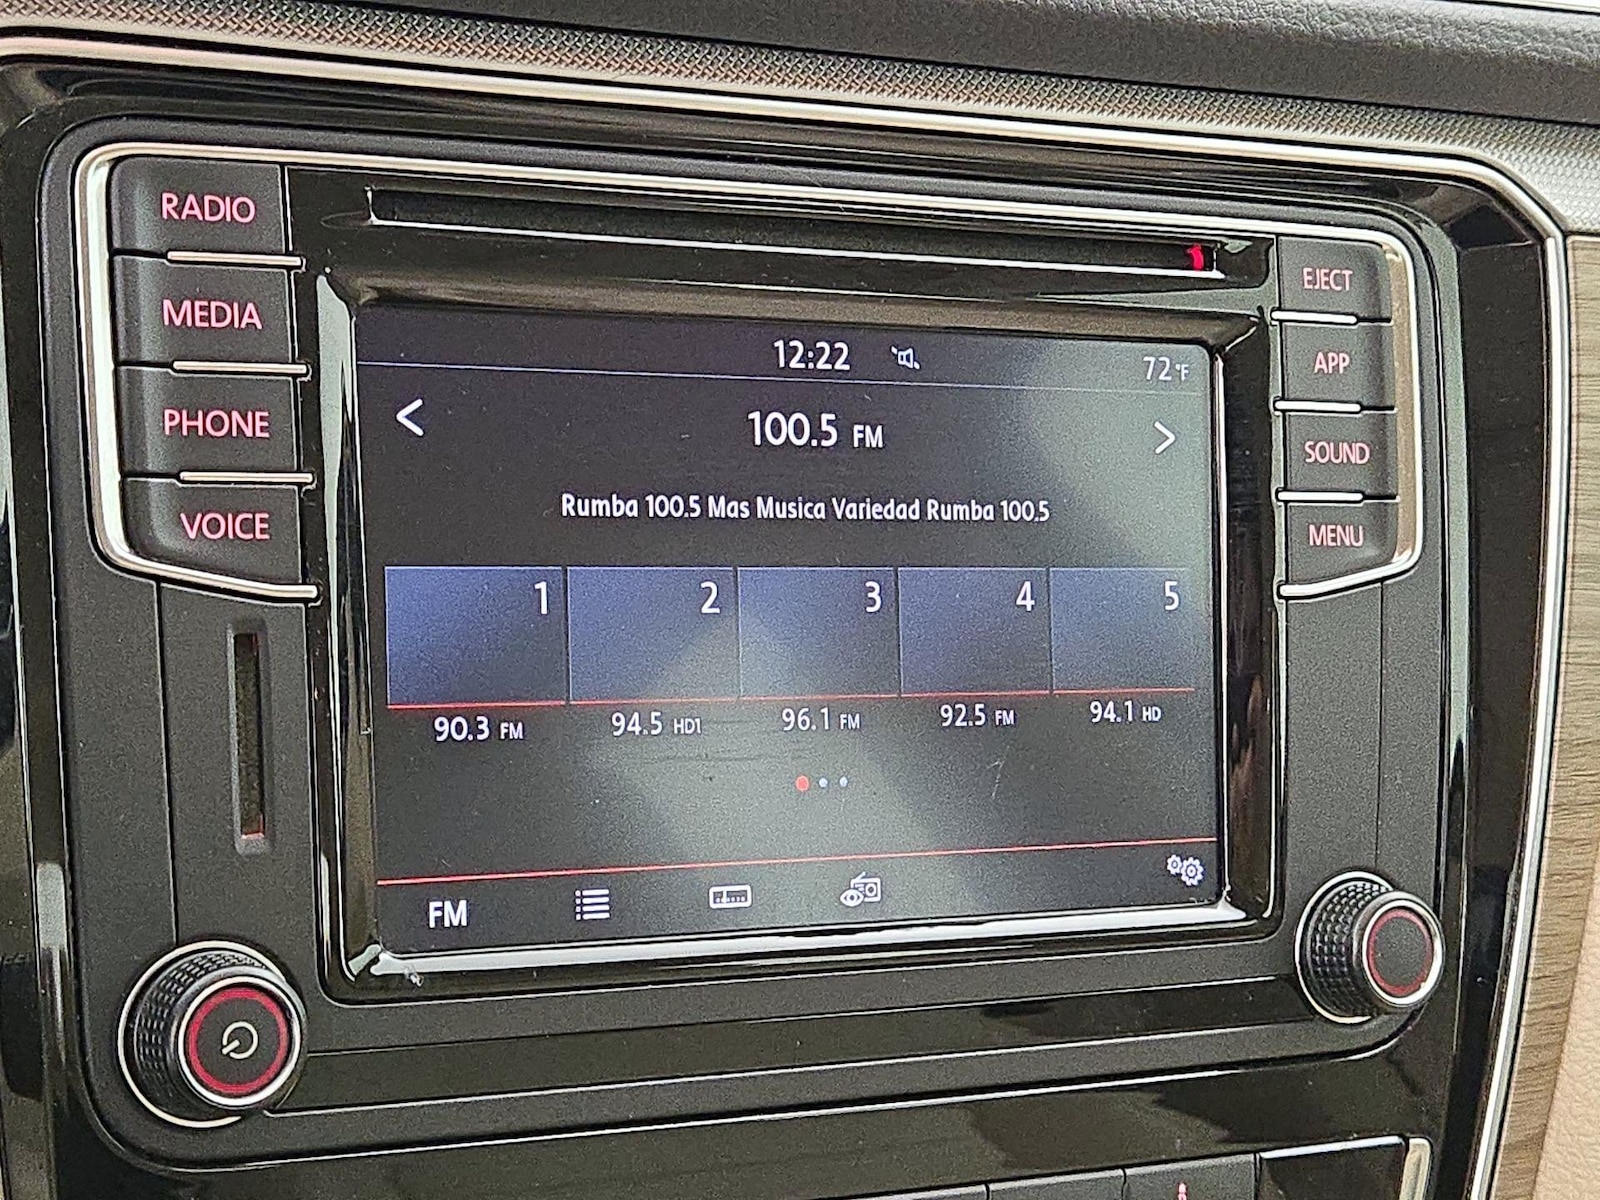 RADIO
MEDIA
PHONE
VOICE
EJECT
APP
SOUND
MENU
12:22
72°F
100.5 FM
Rumba 100.5 Mas Musica Variedad Rumba 100.5
1 2 3 4 5
90.3 FM 94.5 HD1 96.1 FM 92.5 FM 94.1 HD
FM